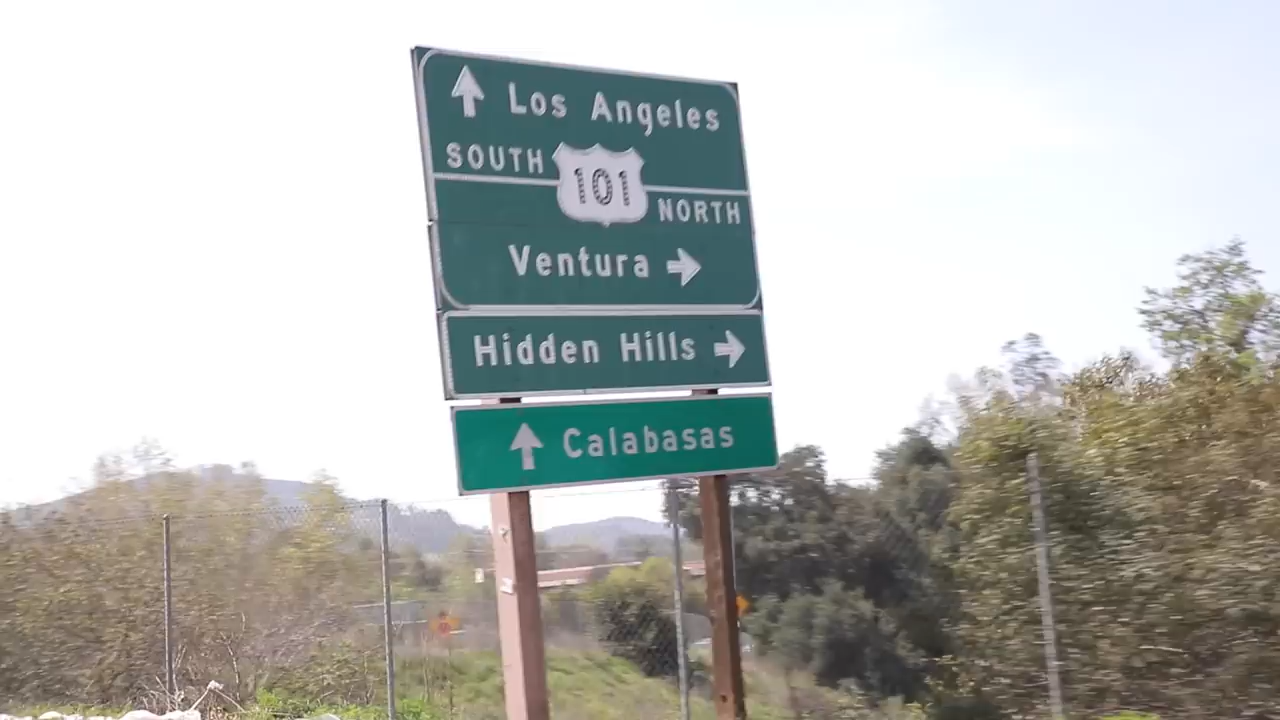 Los Angeles
SOUTH 101 NORTH
Ventura
Hidden Hills
Calabasas